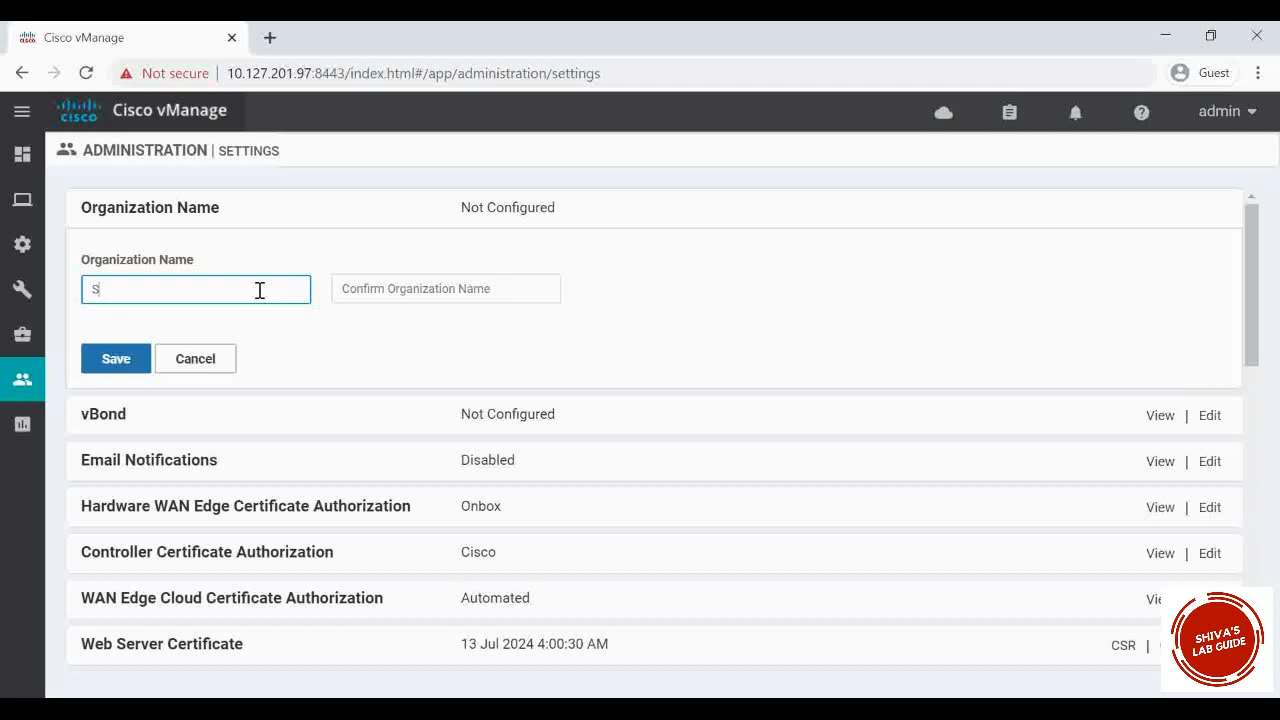 Cisco vManage
Not secure | 10.127.201.97:8443/index.html#/app/administration/settings
Guest
cisco Cisco vManage
admin
ADMINISTRATION | SETTINGS
Organization Name Not Configured
Organization Name
S Confirm Organization Name
Save Cancel
vBond Not Configured View | Edit
Email Notifications Disabled View | Edit
Hardware WAN Edge Certificate Authorization Onbox View | Edit
Controller Certificate Authorization Cisco View | Edit
WAN Edge Cloud Certificate Authorization Automated
Web Server Certificate 13 Jul 2024 4:00:30 AM CSR |
SHIVA'S
LAB GUIDE